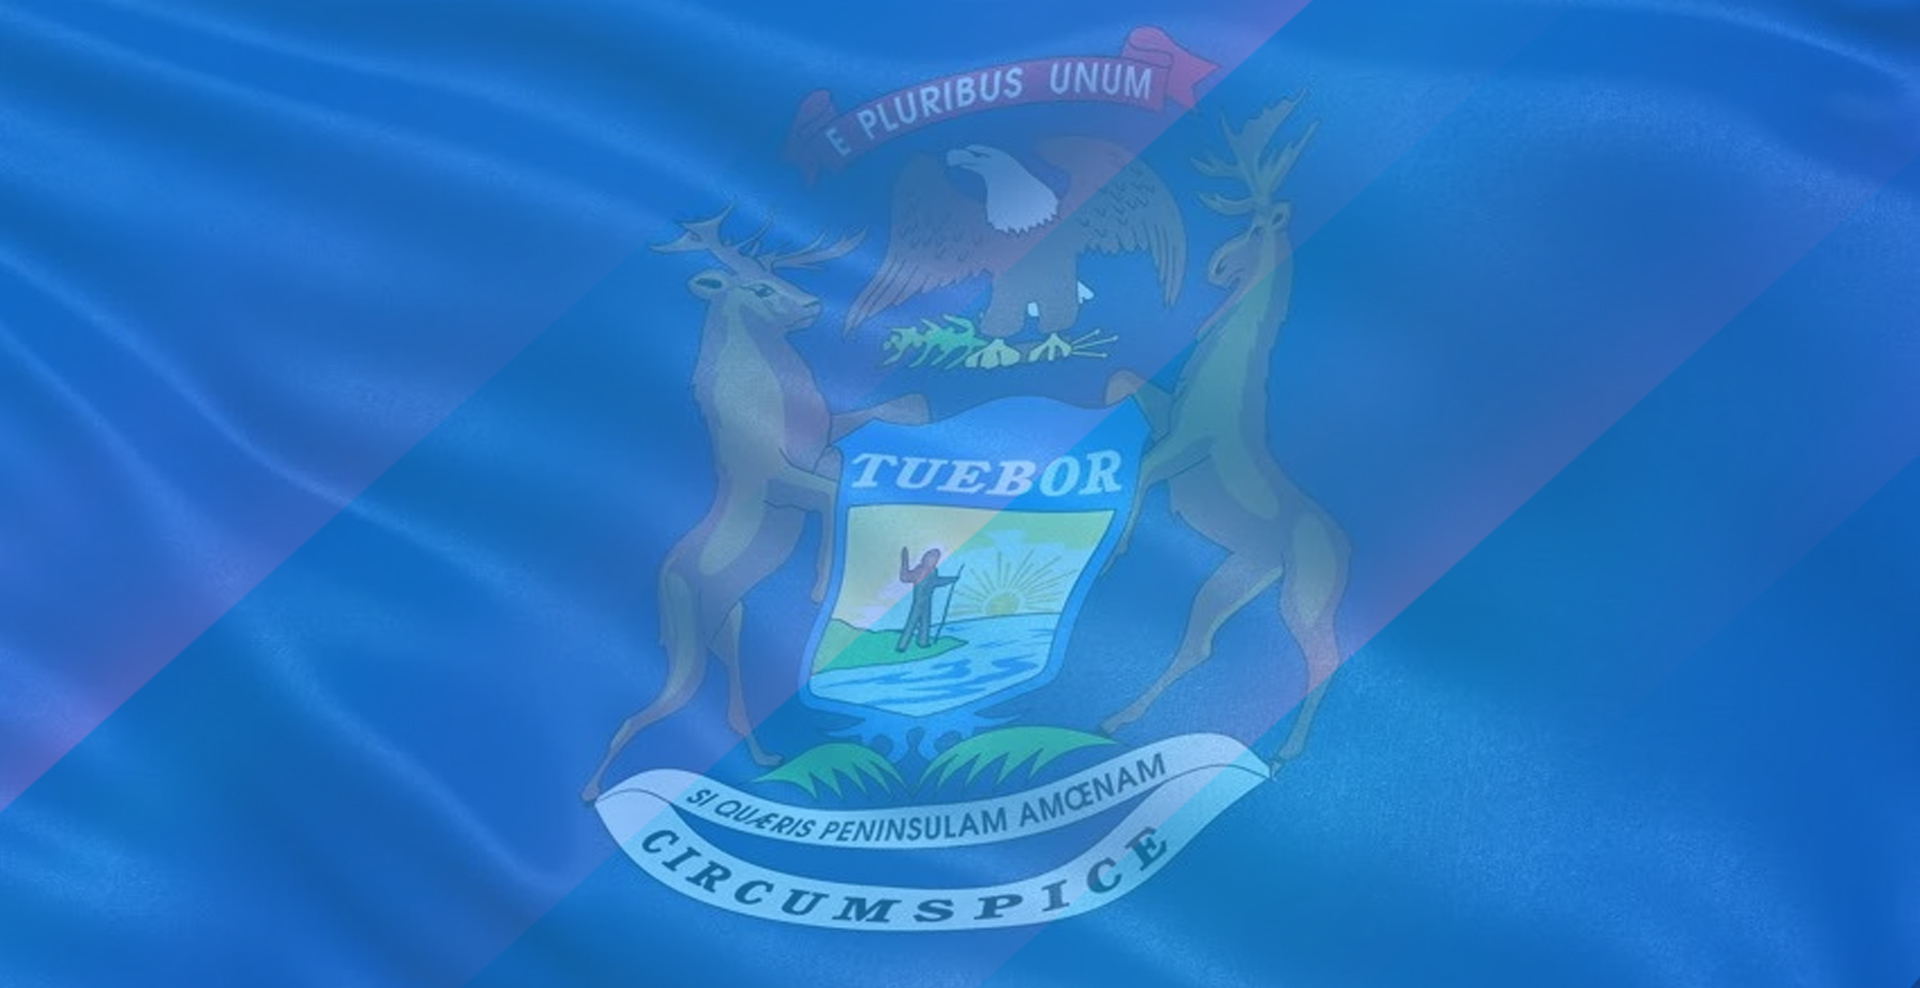 E PLURIBUS UNUM
TUEBOR
SI QUÆRIS PENINSULAM AMŒNAM
CIRCUMSPICE